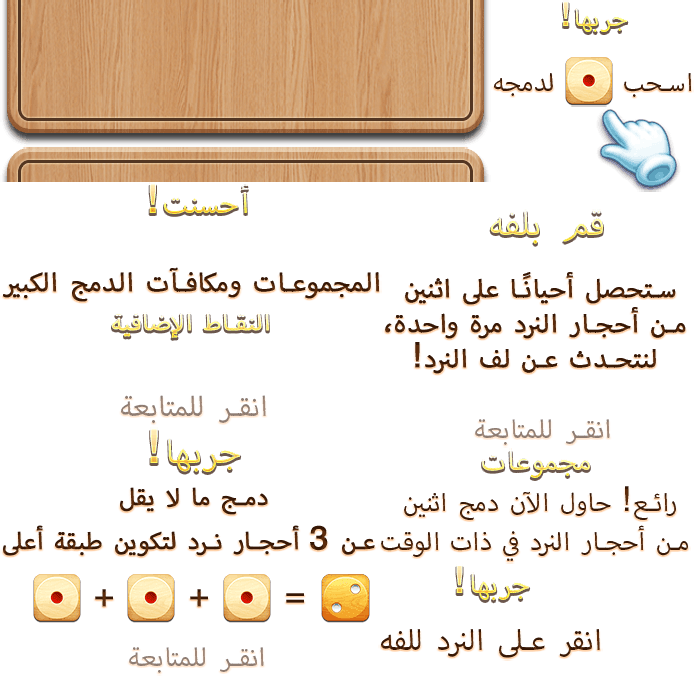 جربها!
اسحب لدمجه
أحسنت!
قم بلفه
المجموعات ومكافآت الدمج الكبير
النقاط الإضافية
ستحصل أحيانًا على اثنين
من أحجار النرد مرة واحدة،
لنتحدث عن لف النرد!
انقر للمتابعة
انقر للمتابعة
جربها!
مجموعات
دمج ما لا يقل
عن 3 أحجار نرد لتكوين طبقة أعلى
رائع! حاول الآن دمج اثنين
من أحجار النرد في ذات الوقت
+ + =
جربها!
انقر على النرد للفه
انقر للمتابعة